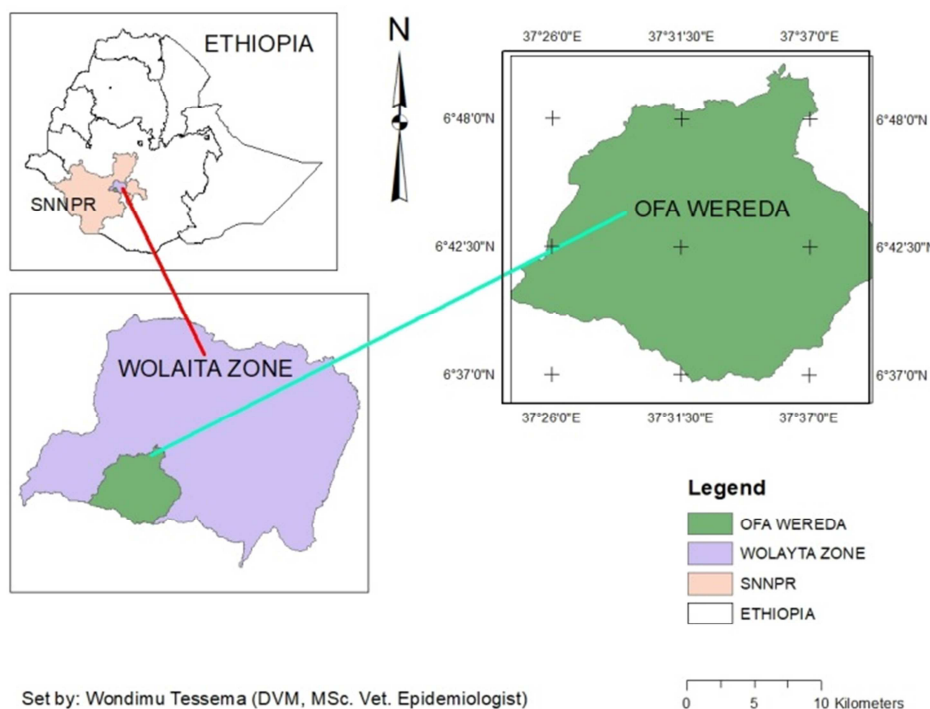 ETHIOPIA
SNNPR
WOLAITA ZONE
N
37°26'0"E 37°31'30"E 37°37'0"E
6°48'0"N 6°48'0"N
OFA WEREDA
6°42'30"N 6°42'30"N
6°37'0"N 6°37'0"N
37°26'0"E 37°31'30"E 37°37'0"E
Legend
OFA WEREDA
WOLAYTA ZONE
SNNPR
ETHIOPIA
0 5 10 Kilometers
Set by: Wondimu Tessema (DVM, MSc. Vet. Epidemiologist)